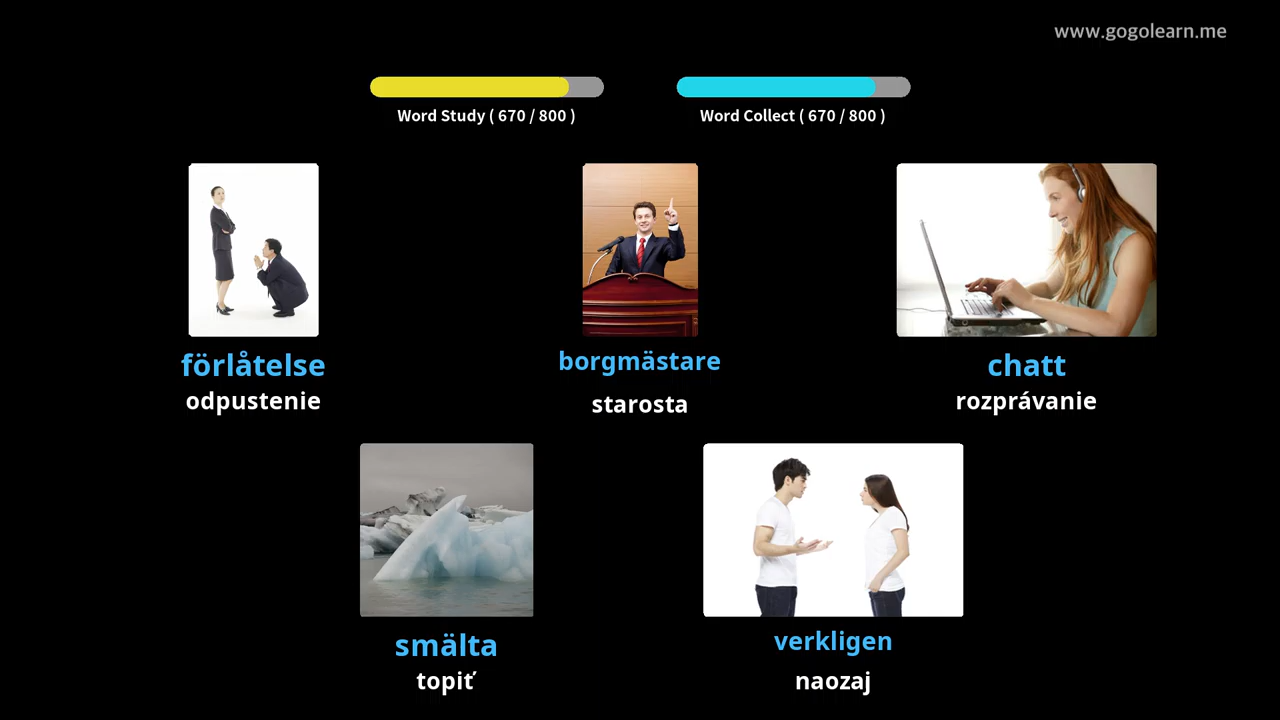 www.gogolearn.me
Word Study ( 670 / 800 )
Word Collect ( 670 / 800 )
förlåtelse
odpustenie
borgmästare
starosta
chatt
rozprávanie
smälta
topiť
verkligen
naozaj